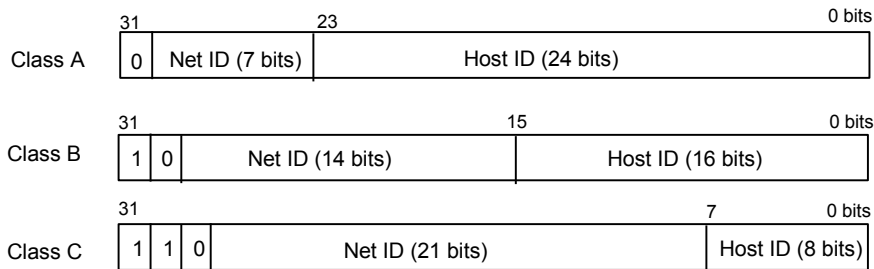 31 23 0 bits
Class A 0 Net ID (7 bits) Host ID (24 bits)
31 15 0 bits
Class B 1 0 Net ID (14 bits) Host ID (16 bits)
31 7 0 bits
Class C 1 1 0 Net ID (21 bits) Host ID (8 bits)